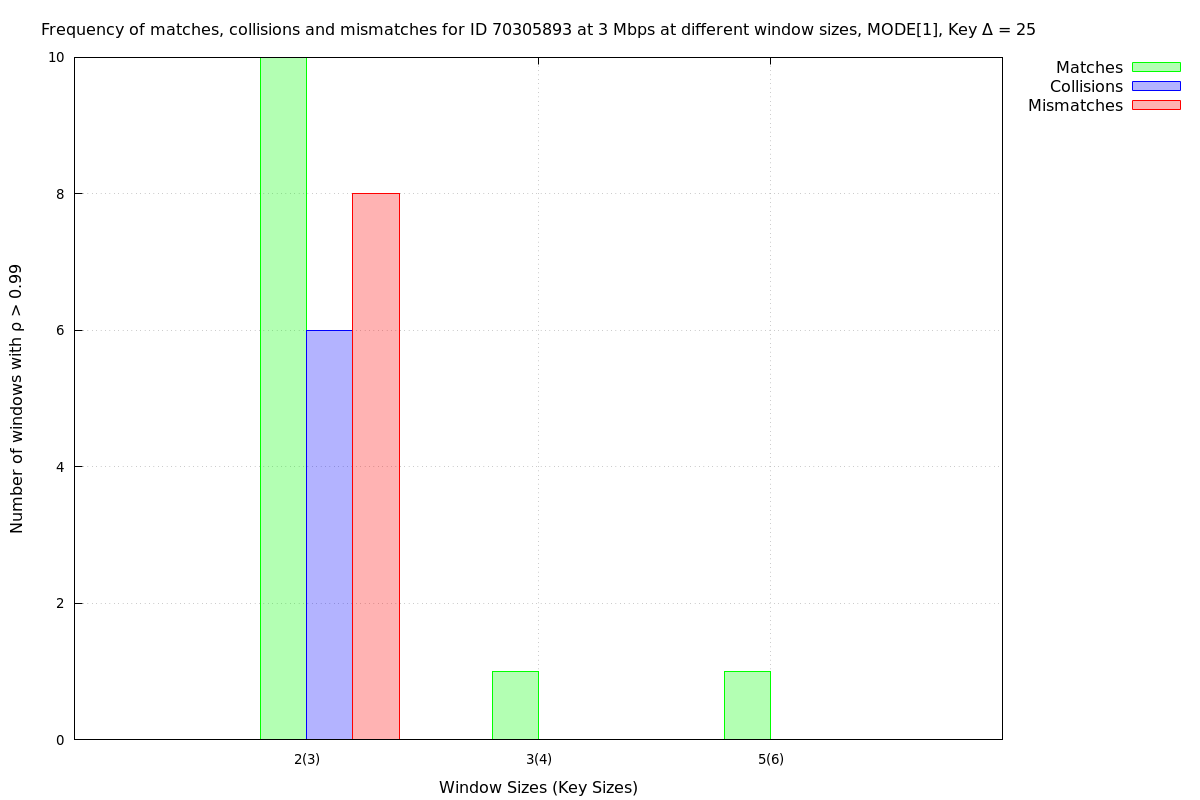 Frequency of matches, collisions and mismatches for ID 70305893 at 3 Mbps at different window sizes, MODE[1], Key Δ = 25
Matches
Collisions
Mismatches
Number of windows with ρ > 0.99
10
8
6
4
2
0
2(3) 3(4) 5(6)
Window Sizes (Key Sizes)